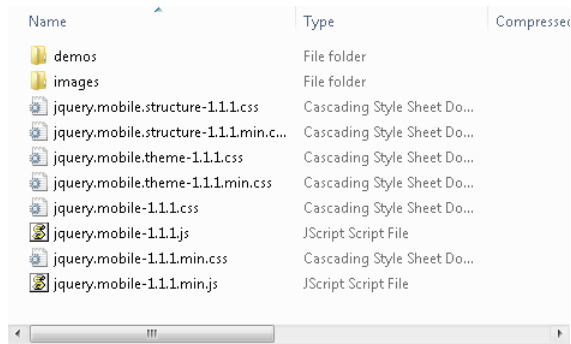 Name Type Compressed
demos File folder
images File folder
jquery.mobile.structure-1.1.1.css Cascading Style Sheet Do...
jquery.mobile.structure-1.1.1.min.c... Cascading Style Sheet Do...
jquery.mobile.theme-1.1.1.css Cascading Style Sheet Do...
jquery.mobile.theme-1.1.1.min.css Cascading Style Sheet Do...
jquery.mobile-1.1.1.css Cascading Style Sheet Do...
jquery.mobile-1.1.1.js JScript Script File
jquery.mobile-1.1.1.min.css Cascading Style Sheet Do...
jquery.mobile-1.1.1.min.js JScript Script File